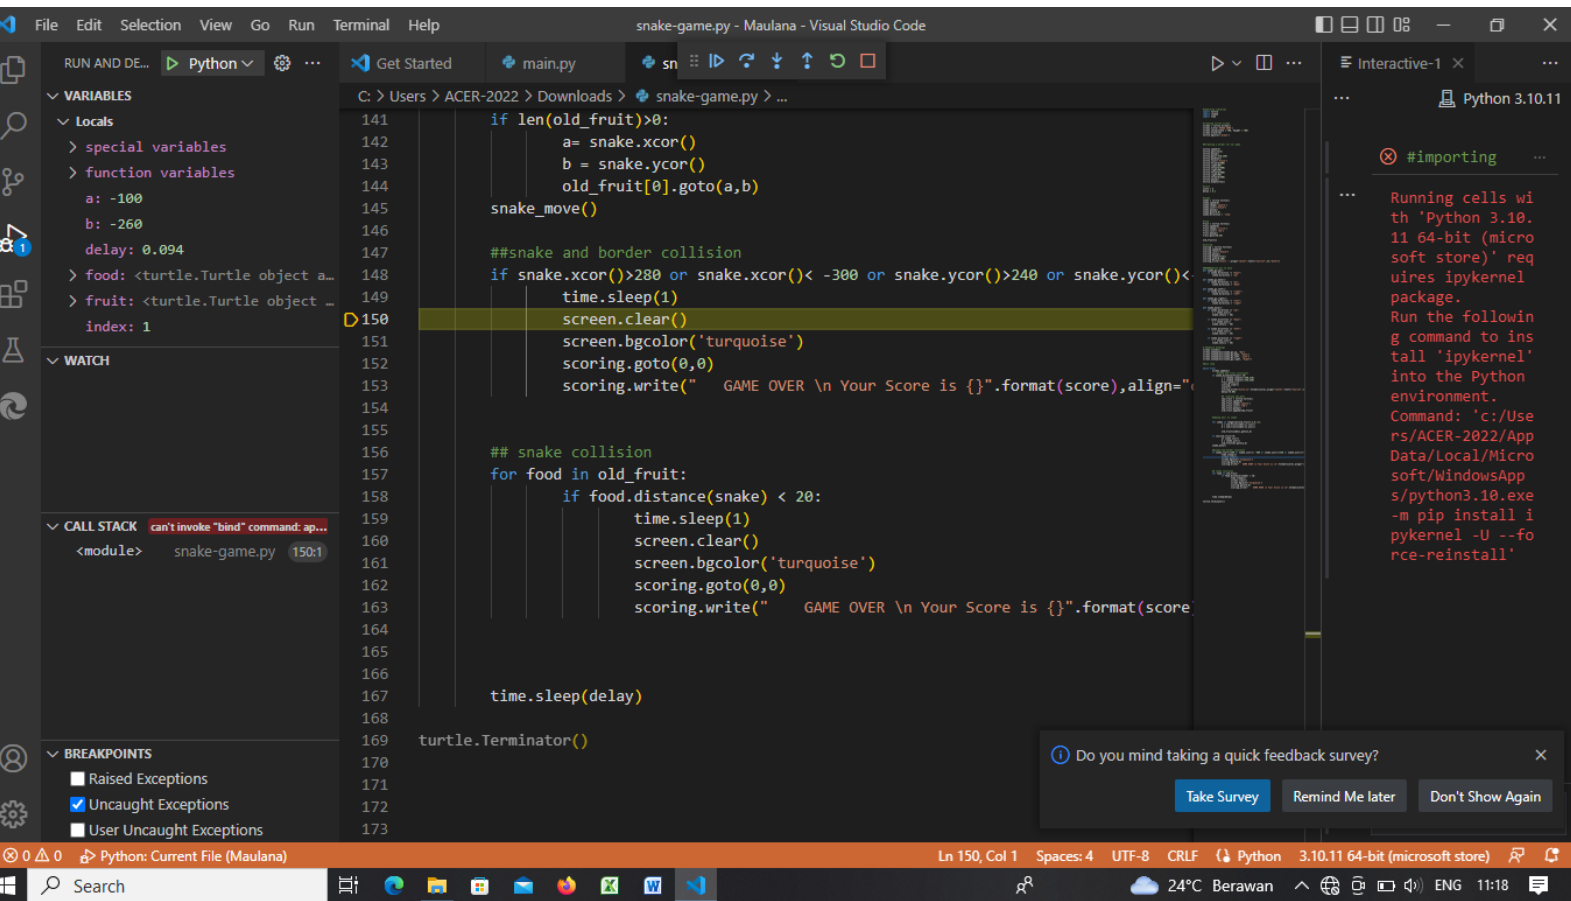 File Edit Selection View Go Run Terminal Help
snake-game.py - Maulana - Visual Studio Code
RUN AND DE... Python
Get Started
main.py
sn
Interactive-1
VARIABLES
C: > Users > ACER-2022 > Downloads > snake-game.py > ...
Python 3.10.11
Locals
special variables
function variables
a: -100
b: -260
delay: 0.094
food: <turtle.Turtle object a...
fruit: <turtle.Turtle object ...
index: 1
WATCH
CALL STACK can't invoke "bind" command: ap...
<module> snake-game.py 150:1
BREAKPOINTS
Raised Exceptions
Uncaught Exceptions
User Uncaught Exceptions
1
141 if len(old_fruit)>0:
142 a= snake.xcor()
143 b = snake.ycor()
144 old_fruit[0].goto(a,b)
145 snake_move()
146
147 ##snake and border collision
148 if snake.xcor()>280 or snake.xcor()< -300 or snake.ycor()>240 or snake.ycor()<
149 time.sleep(1)
150 screen.clear()
151 screen.bgcolor('turquoise')
152 scoring.goto(0,0)
153 scoring.write("   GAME OVER \n Your Score is {}".format(score),align="
154
155
156 ## snake collision
157 for food in old_fruit:
158 if food.distance(snake) < 20:
159 time.sleep(1)
160 screen.clear()
161 screen.bgcolor('turquoise')
162 scoring.goto(0,0)
163 scoring.write("    GAME OVER \n Your Score is {}".format(score
164
165
166
167 time.sleep(delay)
168
169 turtle.Terminator()
170
171
172
173
#importing
Running cells wi
th 'Python 3.10.
11 64-bit (micro
soft store)' req
uires ipykernel
package.
Run the followin
g command to ins
tall 'ipykernel'
into the Python
environment.
Command: 'c:/Use
rs/ACER-2022/App
Data/Local/Micro
soft/WindowsApp
s/python3.10.exe
-m pip install i
pykernel -U --fo
rce-reinstall'
Do you mind taking a quick feedback survey?
Take Survey Remind Me later Don't Show Again
0 0 Python: Current File (Maulana)
Ln 150, Col 1 Spaces: 4 UTF-8 CRLF Python 3.10.11 64-bit (microsoft store)
Search
24°C Berawan ENG 11:18